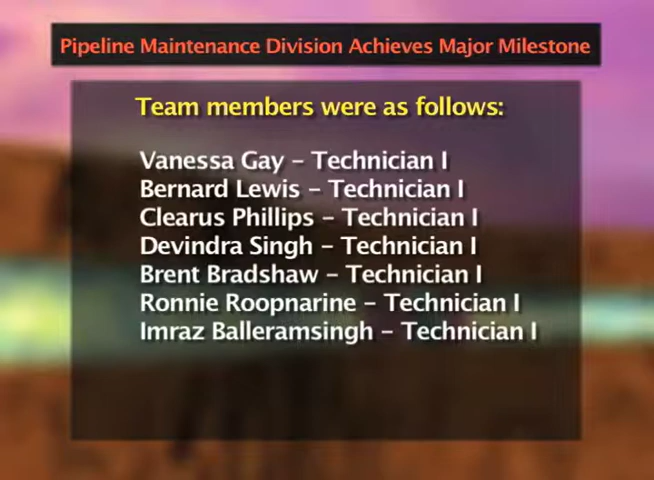 Pipeline Maintenance Division Achieves Major Milestone
Team members were as follows:
Vanessa Gay – Technician I
Bernard Lewis – Technician I
Clearus Phillips – Technician I
Devindra Singh – Technician I
Brent Bradshaw – Technician I
Ronnie Roopnarine – Technician I
Imraz Balleramsingh – Technician I